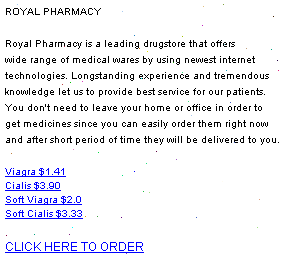 ROYAL PHARMACY
Royal Pharmacy is a leading drugstore that offers
wide range of medical wares by using newest internet
technologies. Longstanding experience and tremendous
knowledge let us to provide best service for our patients.
You don't need to leave your home or office in order to
get medicines since you can easily order them right now
and after short period of time they will be delivered to you.
Viagra $1.41
Cialis $3.90
Soft Viagra $2.0
Soft Cialis $3.33
CLICK HERE TO ORDER